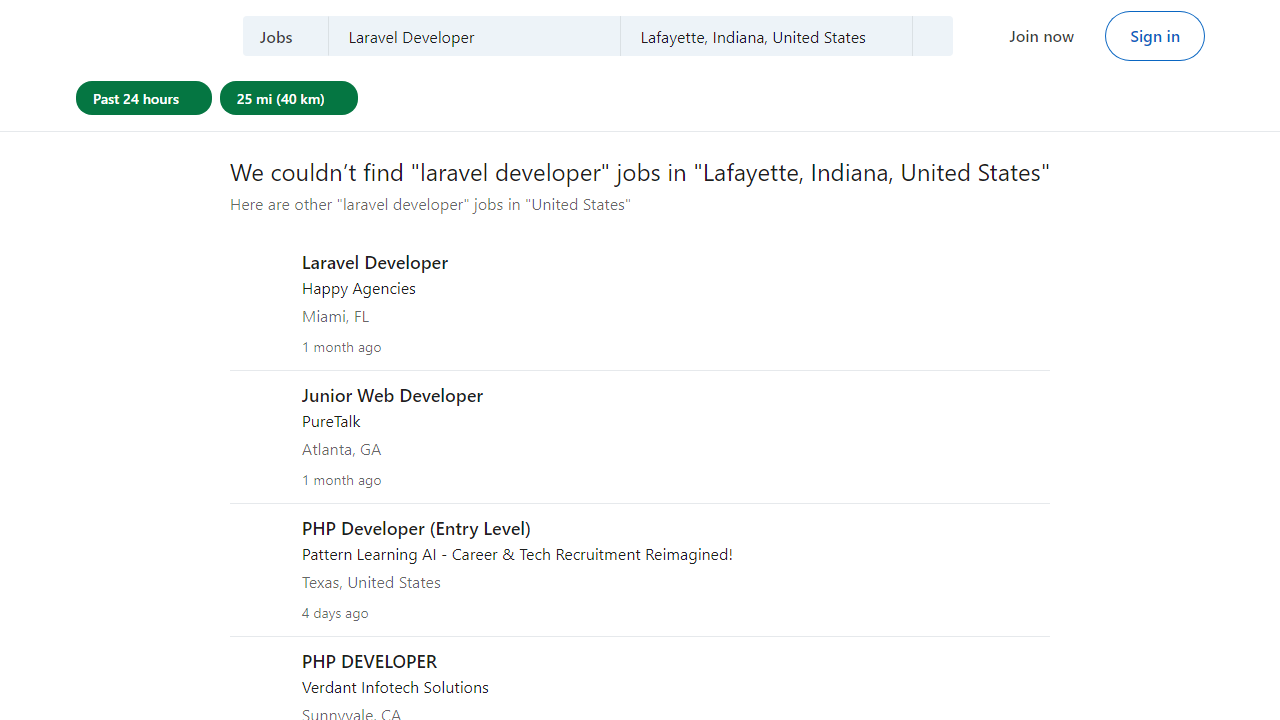 Jobs
Laravel Developer
Lafayette, Indiana, United States
Join now
Sign in
Past 24 hours
25 mi (40 km)
We couldn’t find "laravel developer" jobs in "Lafayette, Indiana, United States"
Here are other "laravel developer" jobs in "United States"
Laravel Developer
Happy Agencies
Miami, FL
1 month ago
Junior Web Developer
PureTalk
Atlanta, GA
1 month ago
PHP Developer (Entry Level)
Pattern Learning AI - Career & Tech Recruitment Reimagined!
Texas, United States
4 days ago
PHP DEVELOPER
Verdant Infotech Solutions
Sunnyvale, CA